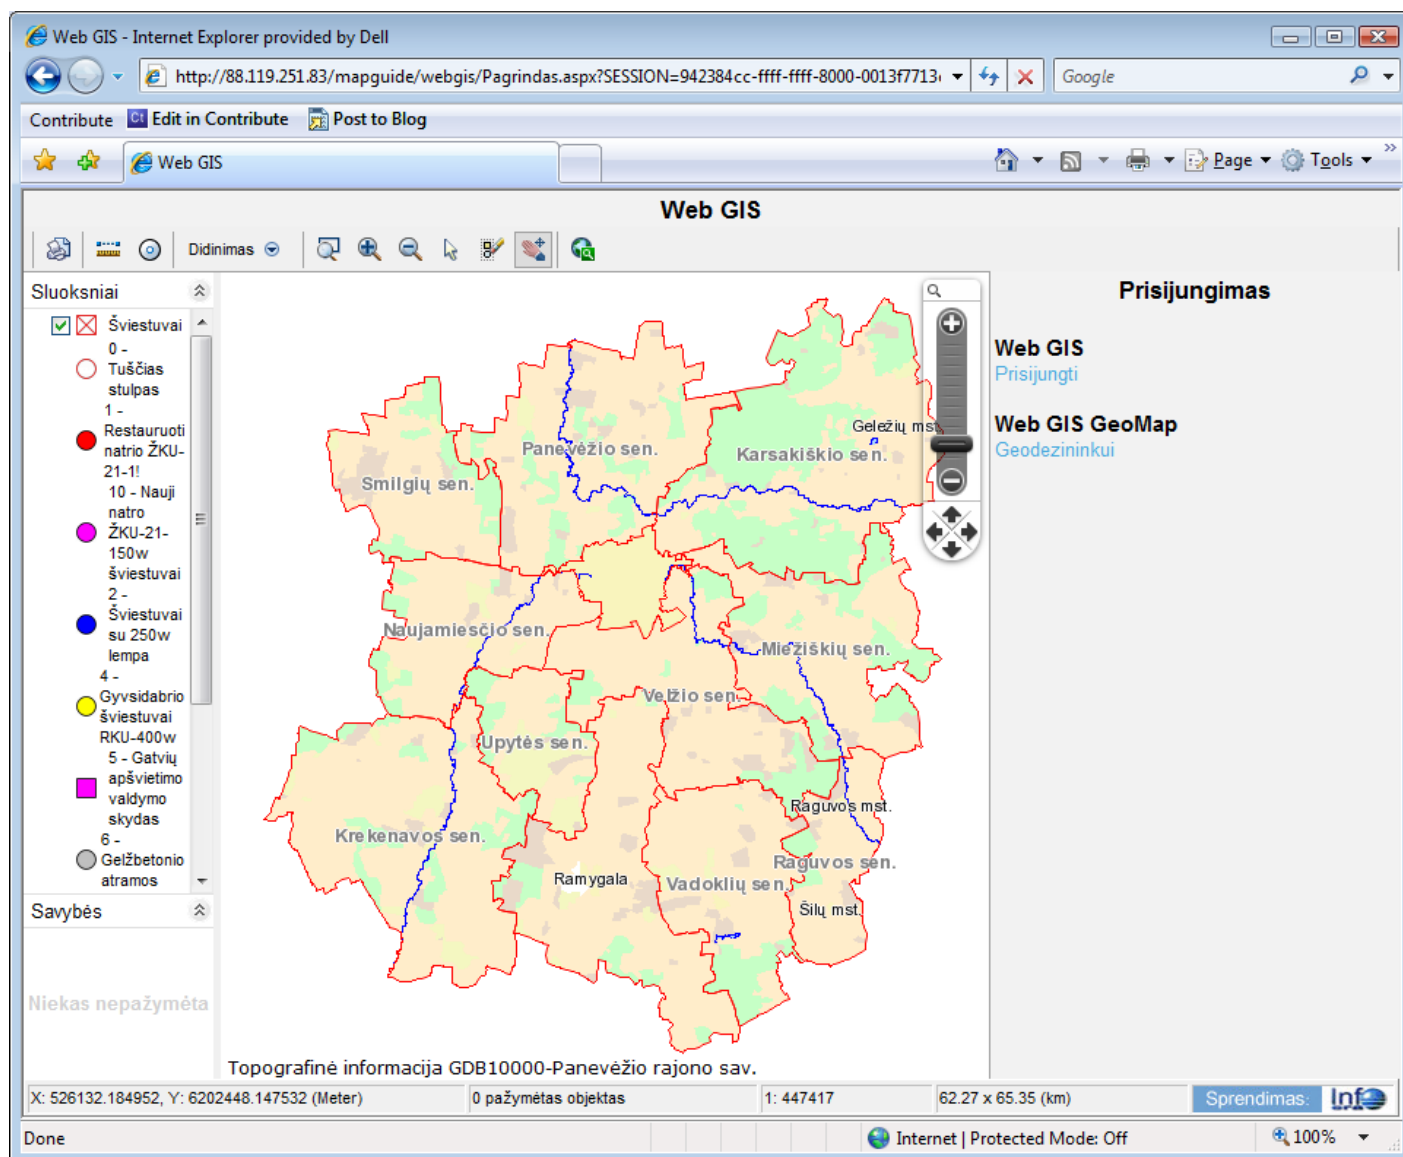 Web GIS - Internet Explorer provided by Dell
http://88.119.251.83/mapguide/webgis/Pagrindas.aspx?SESSION=942384cc-ffff-ffff-8000-0013f7713
Google
Contribute Edit in Contribute Post to Blog
Web GIS
Page Tools
Web GIS
Didinimas
Sluoksniai
Šviestuvai
0 -
Tuščias
stulpas
1 -
Restauruoti
natrio ŽKU-
21-1!
10 - Nauji
natro
ŽKU-21-
150w
šviestuvai
2 -
Šviestuvai
su 250w
lempa
4 -
Gyvsidabrio
šviestuvai
RKU-400w
5 - Gatvių
apšvietimo
valdymo
skydas
6 -
Gelžbetonio
atramos
Savybės
Niekas nepažymėta
Geležių mst.
Panevėžio sen.
Karsakiškio sen.
Smilgių sen.
Naujamiesčio sen.
Miežiškių sen.
Velžio sen.
Upytės sen.
Raguvos mst.
Krekenavos sen.
Raguvos sen.
Ramygala
Vadoklių sen.
Šilų mst.
Topografinė informacija GDB10000-Panevėžio rajono sav.
Prisijungimas
Web GIS
Prisijungti
Web GIS GeoMap
Geodezininkui
X: 526132.184952, Y: 6202448.147532 (Meter)
0 pažymėtas objektas
1: 447417
62.27 x 65.35 (km)
Sprendimas:
Info
Done
Internet | Protected Mode: Off
100%